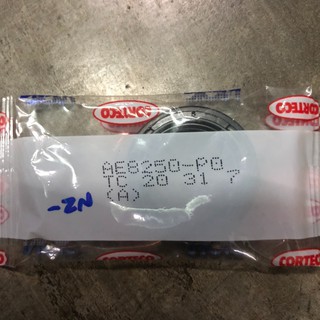 CORTECO
CORTECO
CORTECO
AE8250-P0
TC 20 31 7
(A)
-ZN
CORTECO